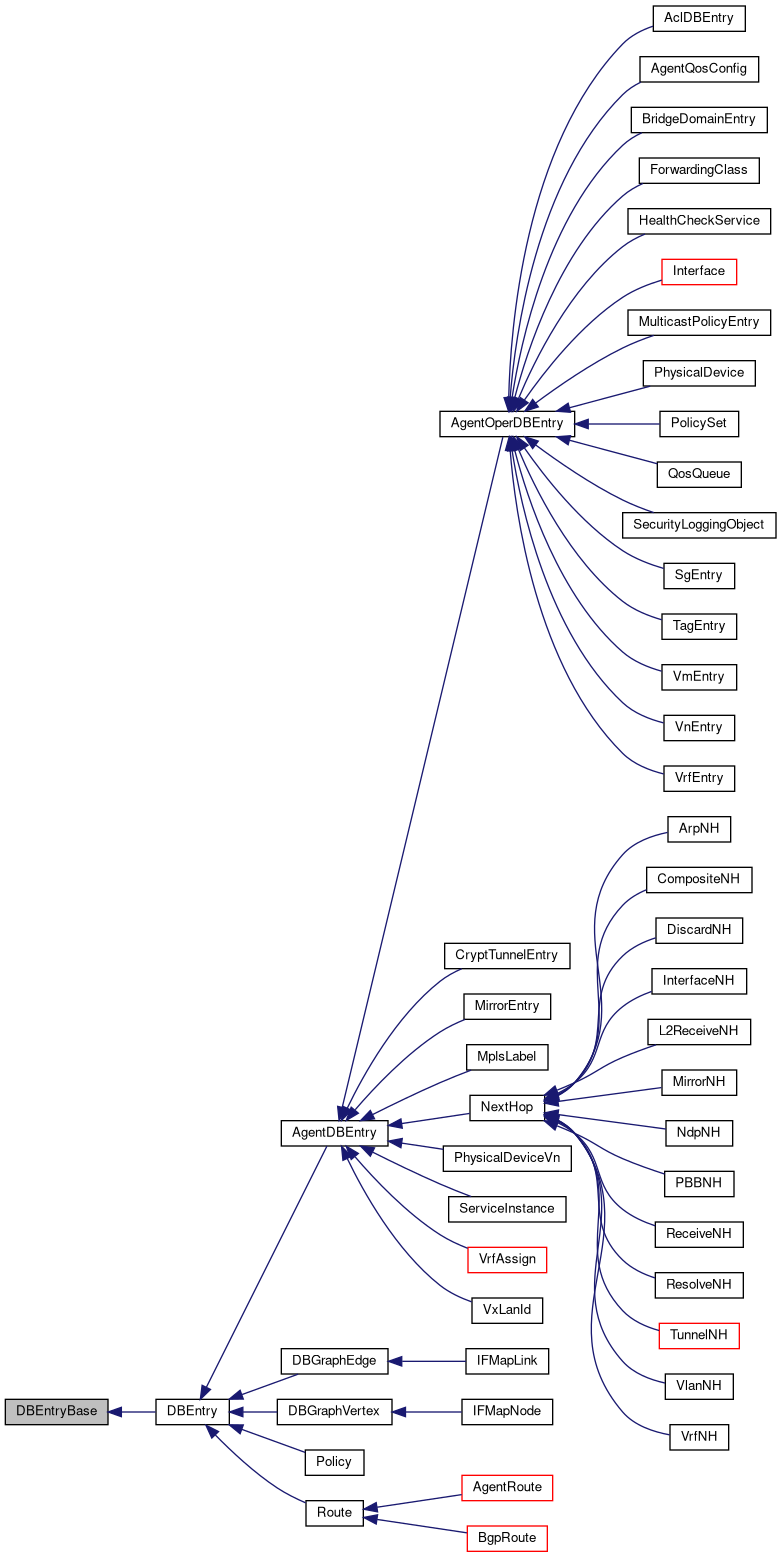 AclDBEntry
AgentQosConfig
BridgeDomainEntry
ForwardingClass
HealthCheckService
Interface
MulticastPolicyEntry
PhysicalDevice
AgentOperDBEntry
PolicySet
QosQueue
SecurityLoggingObject
SgEntry
TagEntry
VmEntry
VnEntry
VrfEntry
ArpNH
CompositeNH
DiscardNH
CryptTunnelEntry
InterfaceNH
MirrorEntry
L2ReceiveNH
MplsLabel
MirrorNH
NextHop
AgentDBEntry
NdpNH
PhysicalDeviceVn
PBBNH
ServiceInstance
ReceiveNH
VrfAssign
ResolveNH
VxLanId
TunnelNH
DBGraphEdge
IFMapLink
VlanNH
DBEntryBase
DBEntry
DBGraphVertex
IFMapNode
VrfNH
Policy
AgentRoute
Route
BgpRoute